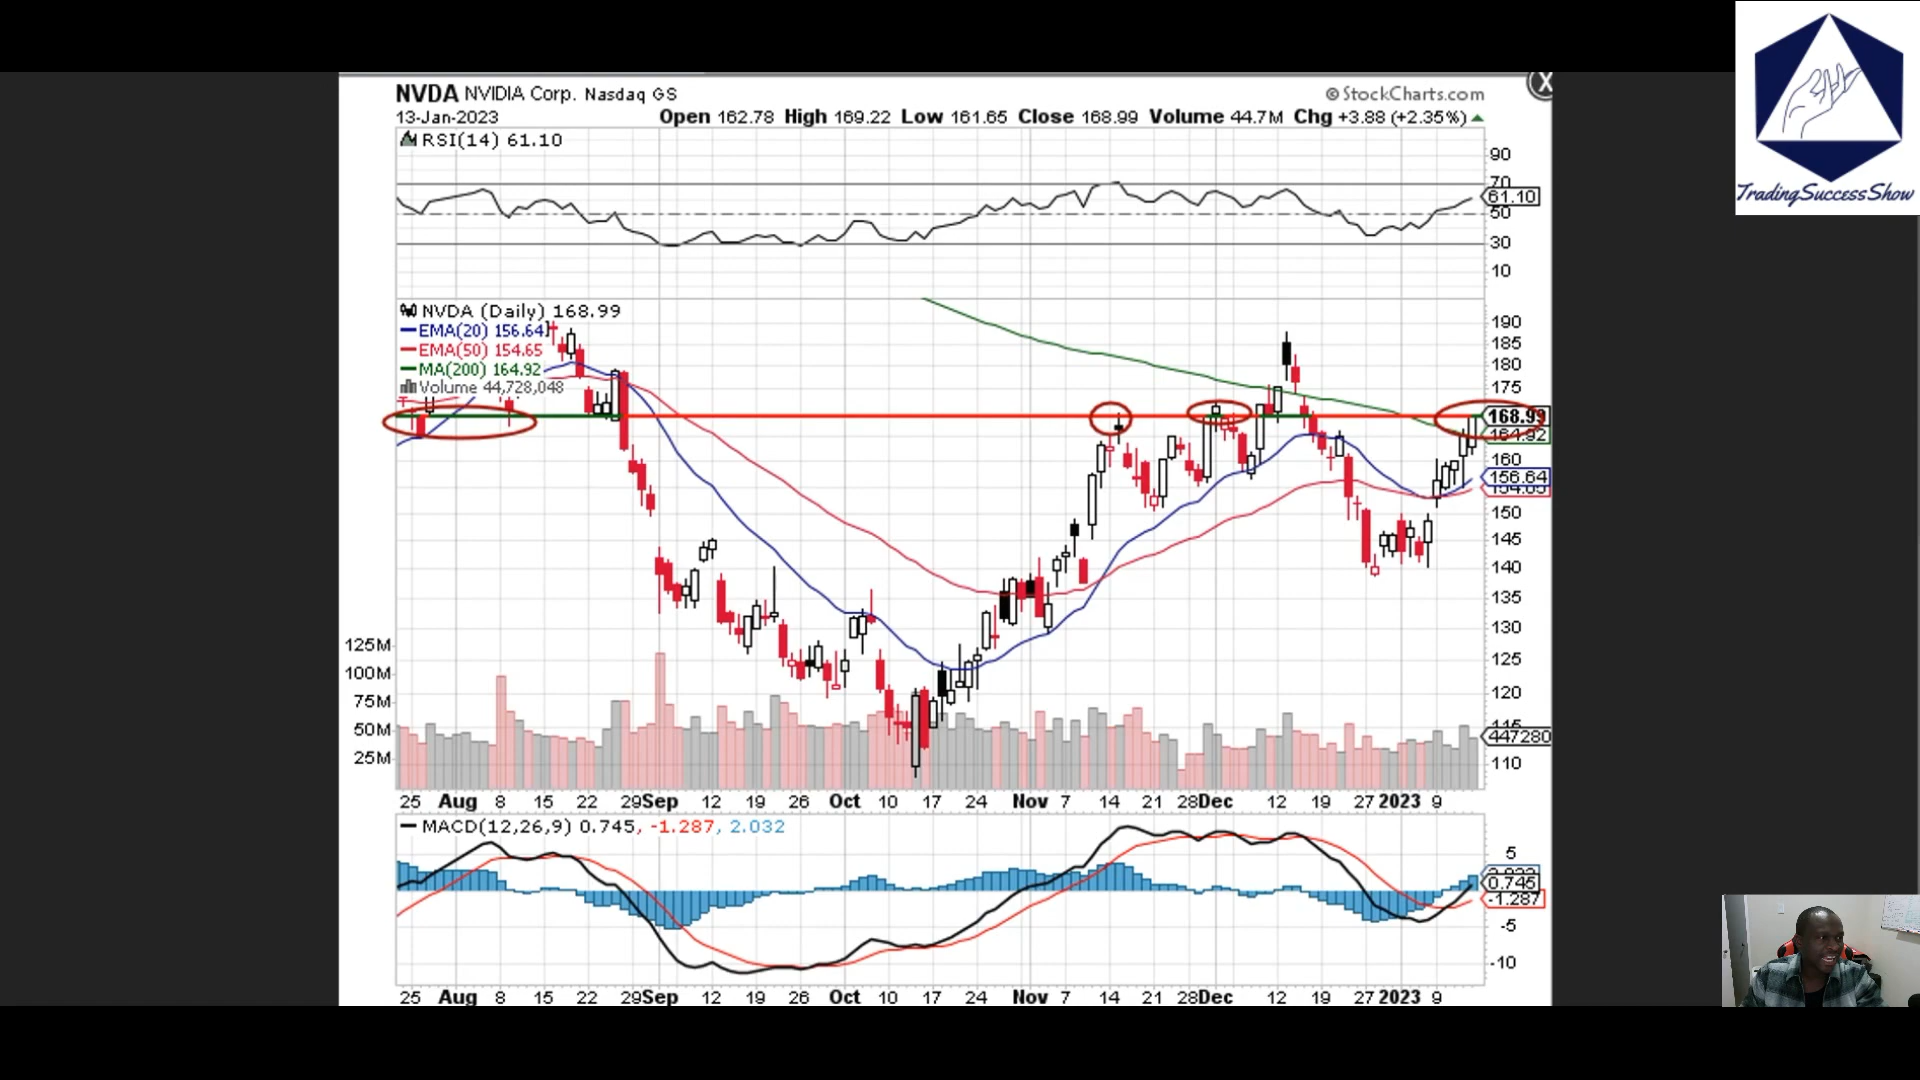 NVDA NVIDIA Corp. Nasdaq GS
© StockCharts.com
13-Jan-2023
Open 162.78 High 169.22 Low 161.65 Close 168.99 Volume 44.7M Chg +3.88 (+2.35%)
X
TradingSuccessShow
RSI(14) 61.10
90
70
61.10
50
30
10
NVDA (Daily) 168.99
EMA(20) 156.64
EMA(50) 154.65
MA(200) 164.92
Volume 44,728,048
190
185
180
175
168.99
164.92
160
156.64
154.65
150
145
140
135
130
125
120
115
110
447280
125M
100M
75M
50M
25M
25 Aug 8 15 22 29 Sep 12 19 26 Oct 10 17 24 Nov 7 14 21 28 Dec 12 19 27 2023 9
MACD(12,26,9) 0.745, -1.287, 2.032
5
0.745
-1.287
-5
-10
25 Aug 8 15 22 29 Sep 12 19 26 Oct 10 17 24 Nov 7 14 21 28 Dec 12 19 27 2023 9